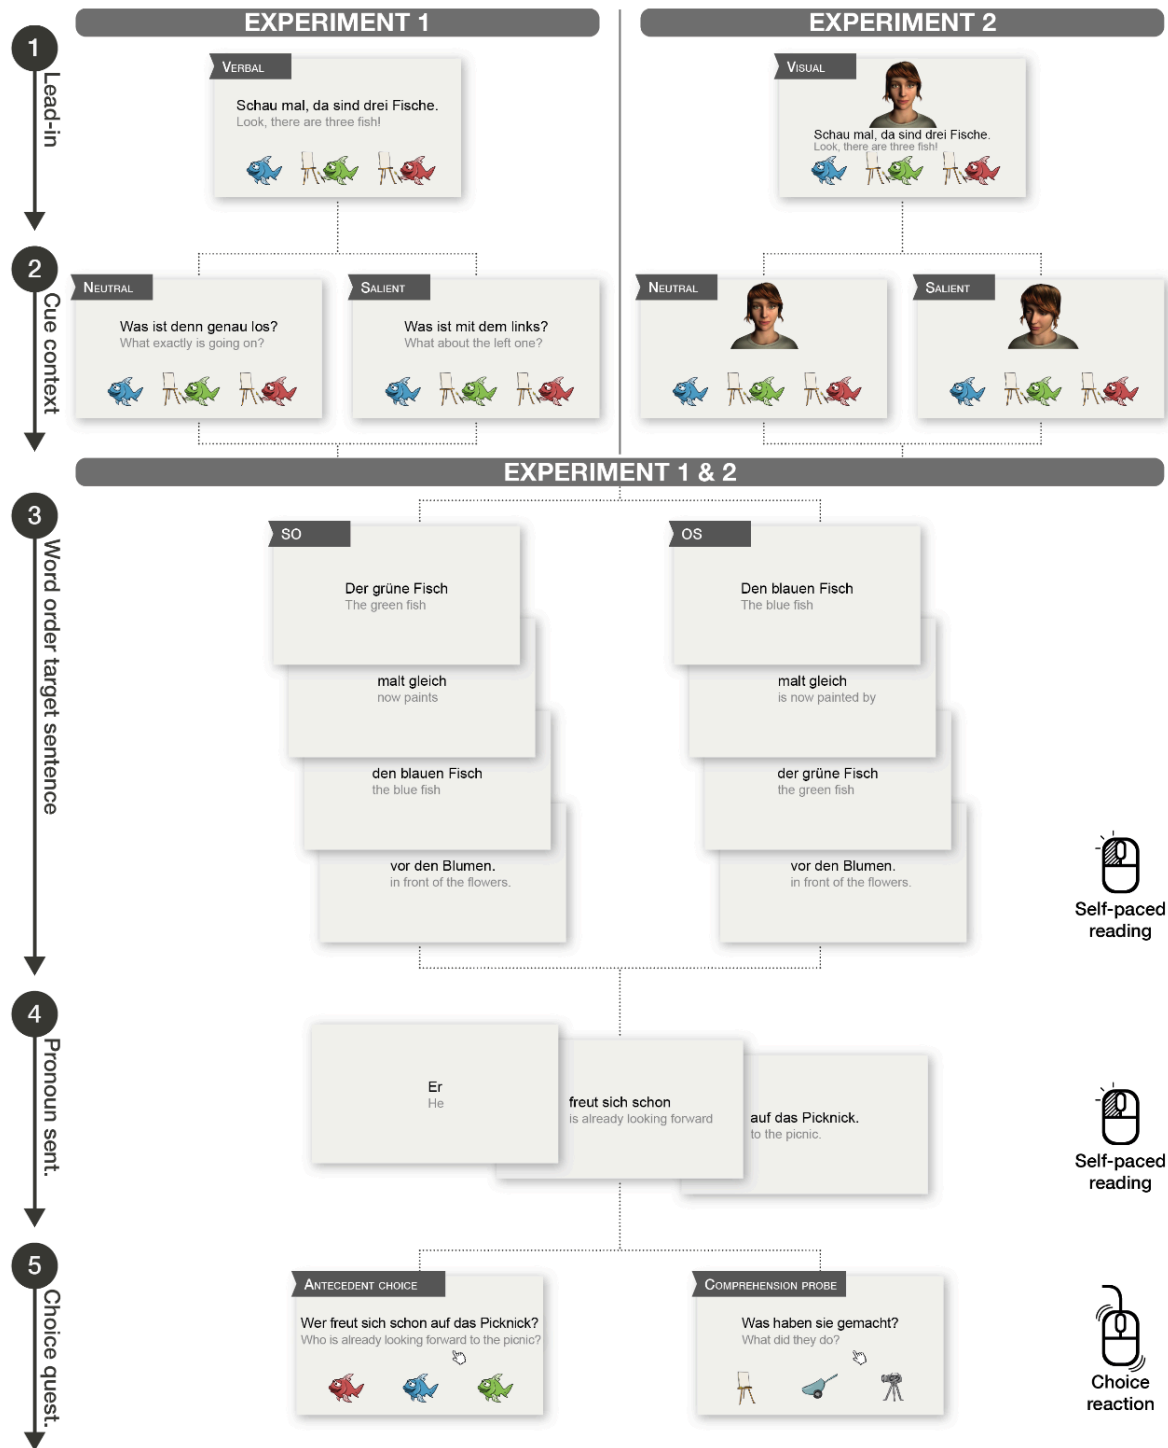 EXPERIMENT 1
EXPERIMENT 2
1
Lead-in
VERBAL
Schau mal, da sind drei Fische.
Look, there are three fish!
VISUAL
Schau mal, da sind drei Fische.
Look, there are three fish!
2
Cue context
NEUTRAL
Was ist denn genau los?
What exactly is going on?
SALIENT
Was ist mit dem links?
What about the left one?
NEUTRAL
SALIENT
EXPERIMENT 1 & 2
3
Word order target sentence
SO
Der grüne Fisch
The green fish
malt gleich
now paints
den blauen Fisch
the blue fish
vor den Blumen.
in front of the flowers.
OS
Den blauen Fisch
The blue fish
malt gleich
is now painted by
der grüne Fisch
the green fish
vor den Blumen.
in front of the flowers.
Self-paced
reading
4
Pronoun sent.
Er
He
freut sich schon
is already looking forward
auf das Picknick.
to the picnic.
Self-paced
reading
5
Choice quest.
ANTECEDENT CHOICE
Wer freut sich schon auf das Picknick?
Who is already looking forward to the picnic?
COMPREHENSION PROBE
Was haben sie gemacht?
What did they do?
Choice
reaction